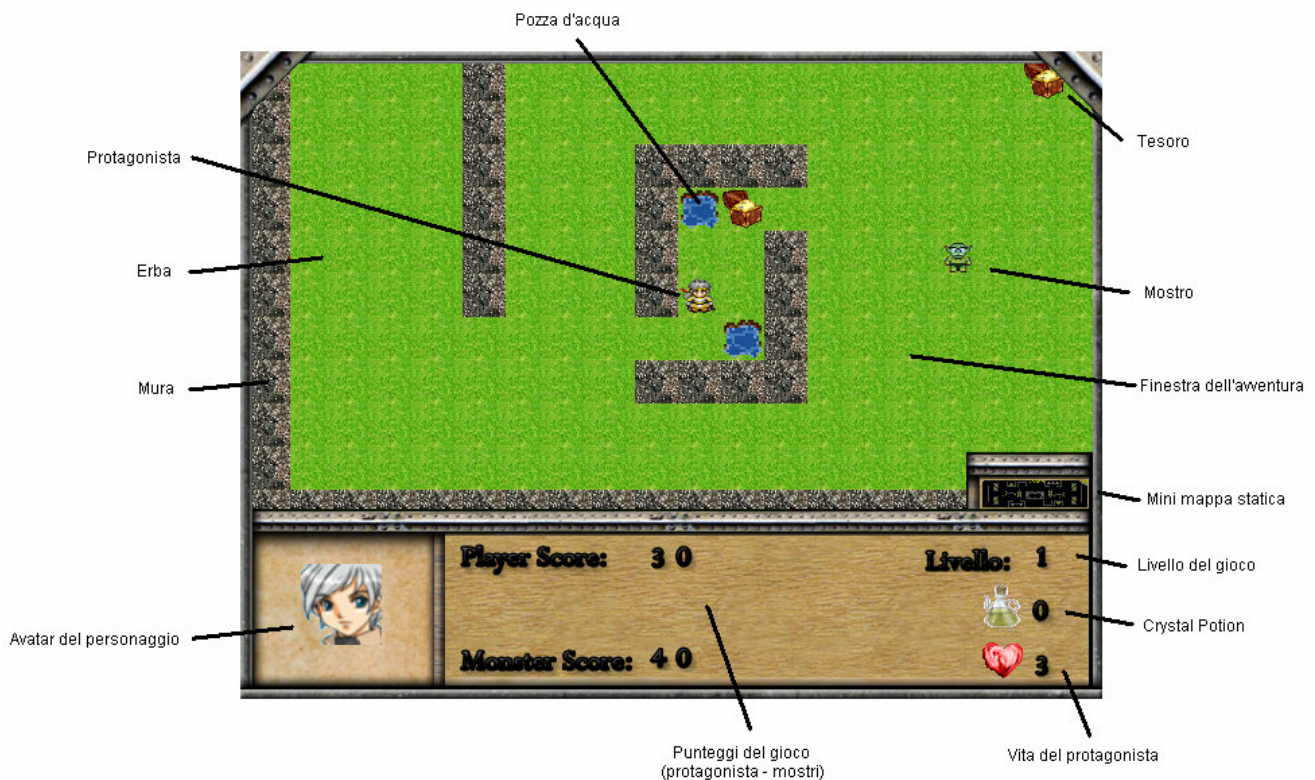 Pozza d'acqua
Tesoro
Protagonista
Erba
Mostro
Mura
Finestra dell'avventura
Mini mappa statica
Player Score: 30
Livello: 1
Livello del gioco
0
Crystal Potion
Avatar del personaggio
Monster Score: 40
3
Punteggi del gioco
(protagonista - mostri)
Vita del protagonista